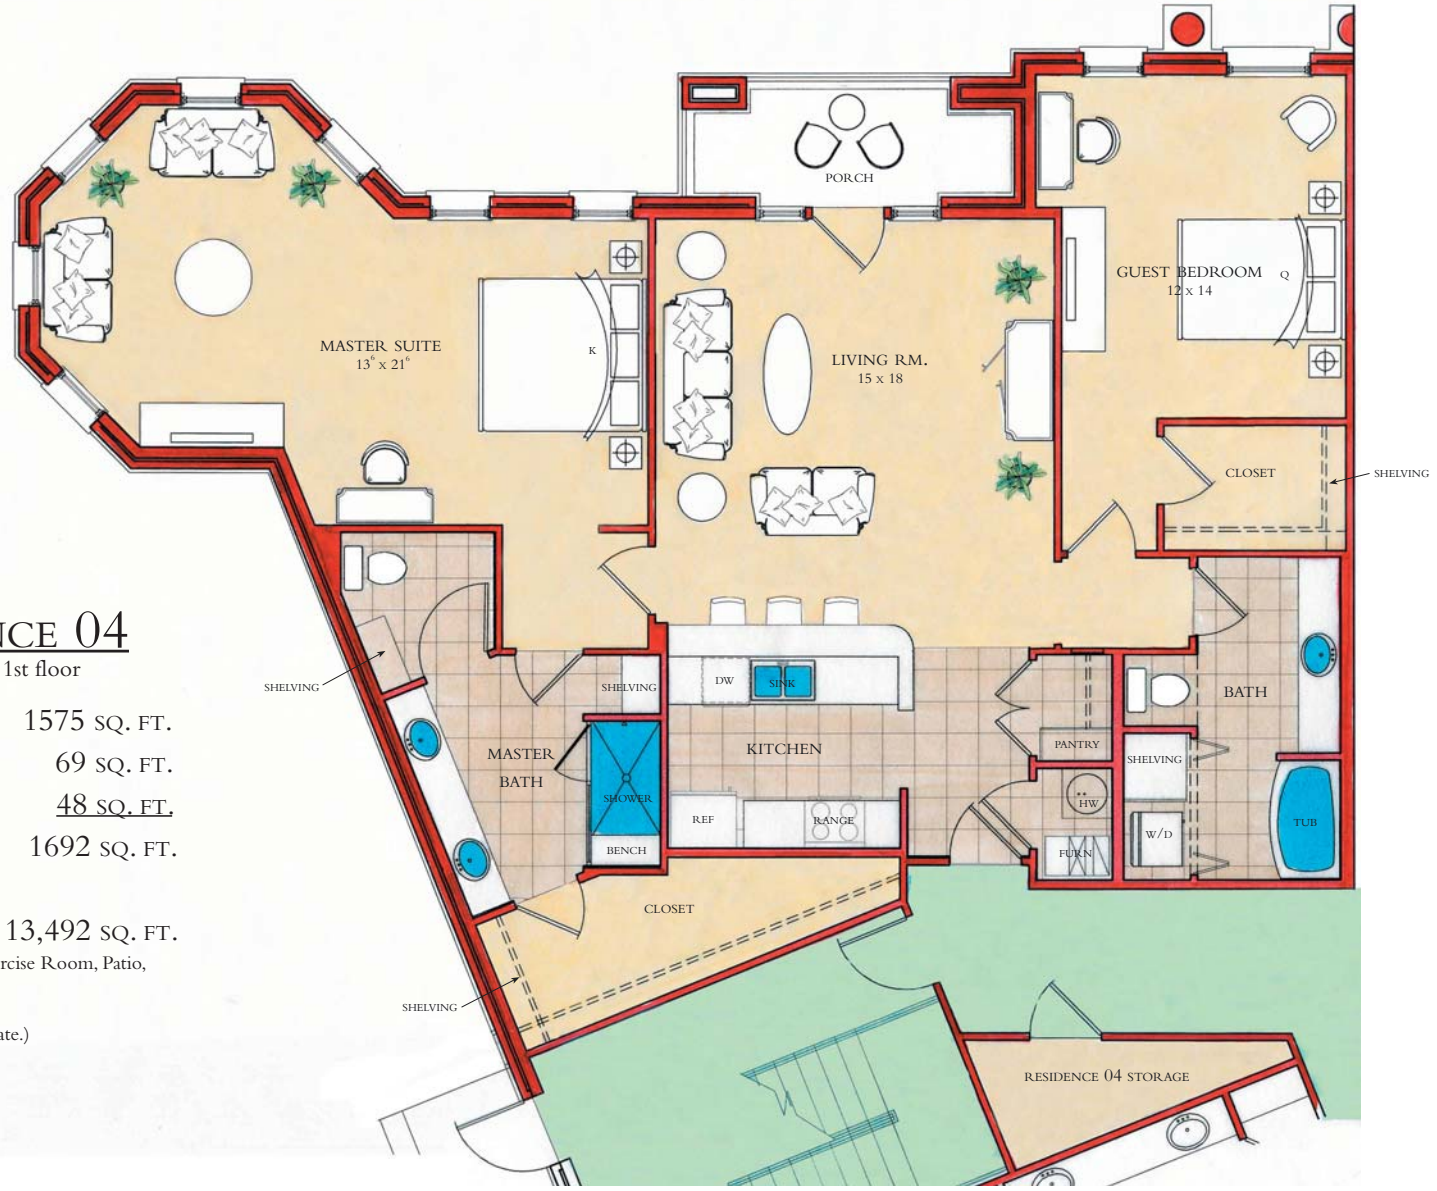 PORCH
GUEST BEDROOM Q
12 x 14
MASTER SUITE
13⁶ x 21⁶
K
LIVING RM.
15 x 18
CLOSET
SHELVING
NCE 04
1st floor
1575 SQ. FT.
69 SQ. FT.
48 SQ. FT.
1692 SQ. FT.
13,492 SQ. FT.
rcise Room, Patio,
ate.)
SHELVING
SHELVING
DW
SINK
MASTER
BATH
KITCHEN
PANTRY
BATH
SHELVING
SHOWER
BENCH
REF
RANGE
HW
FURN
W/D
TUB
CLOSET
SHELVING
RESIDENCE 04 STORAGE